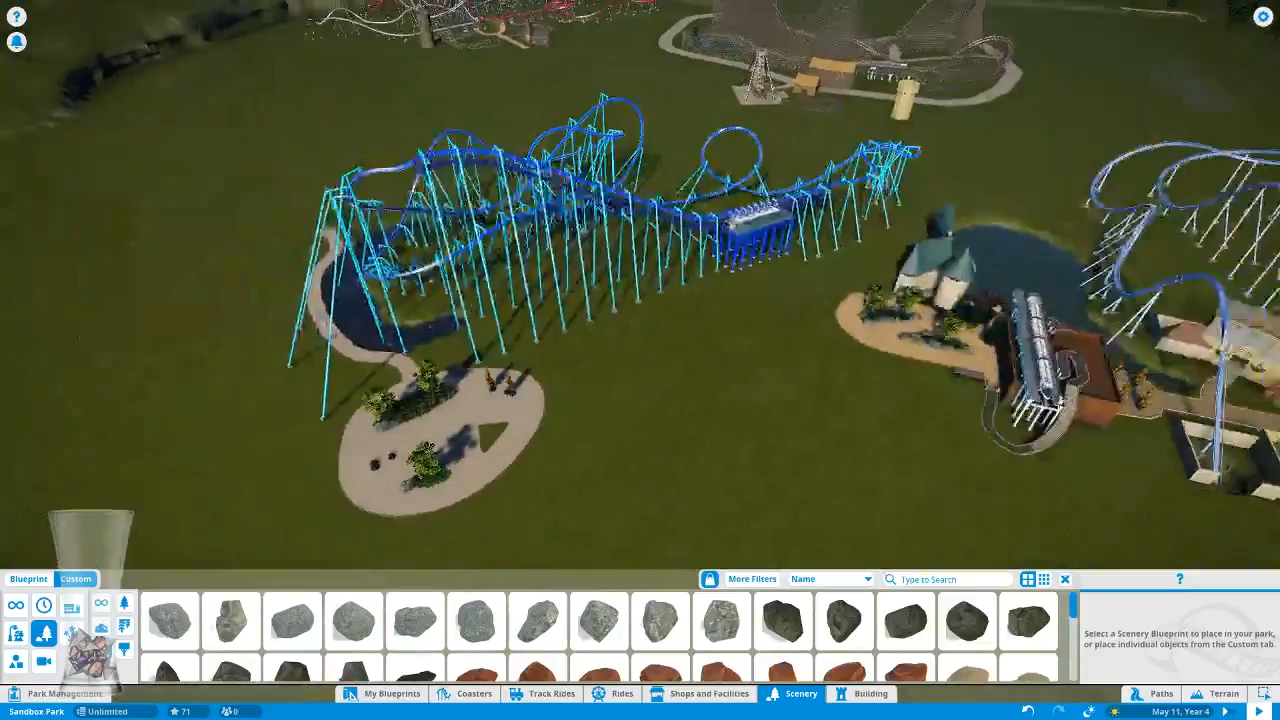 Blueprint Custom More Filters Name Type to Search ?
Select a Scenery Blueprint to place in your park, or place individual objects from the Custom tab.
Park Management My Blueprints Coasters Track Rides Rides Shops and Facilities Scenery Building Paths Terrain
Sandbox Park Unlimited 71 0 May 11, Year 4